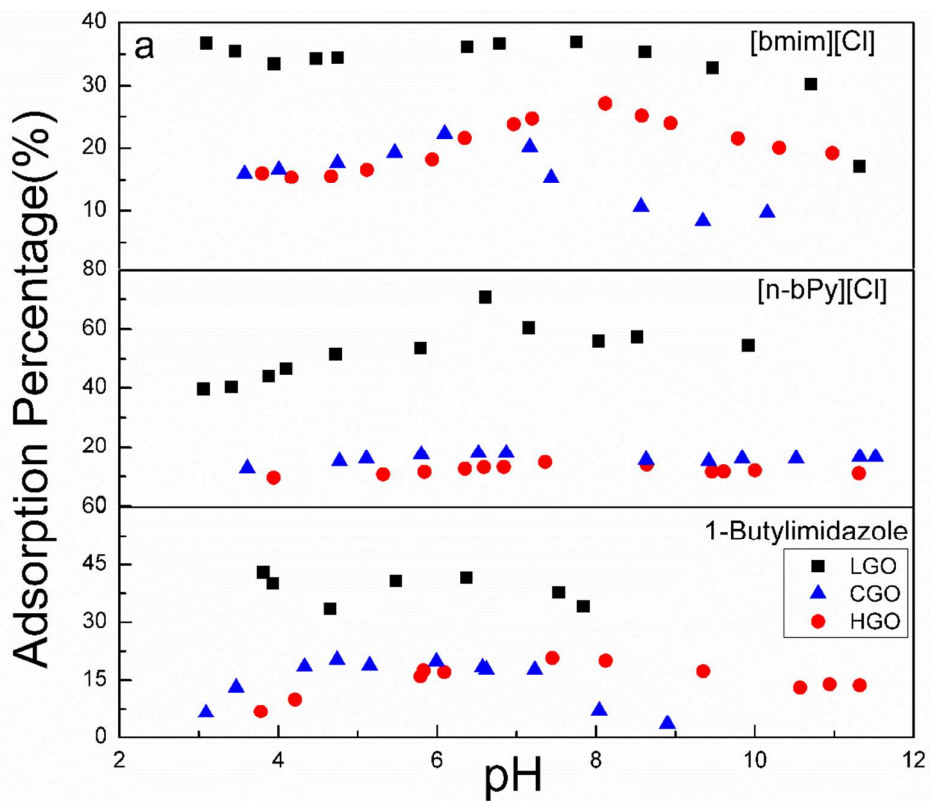 a
[bmim][Cl]
40
30
20
10
80
[n-bPy][Cl]
60
40
20
60
1-Butylimidazole
LGO
CGO
HGO
45
30
15
0
2
4
6
8
10
12
pH
Adsorption Percentage(%)